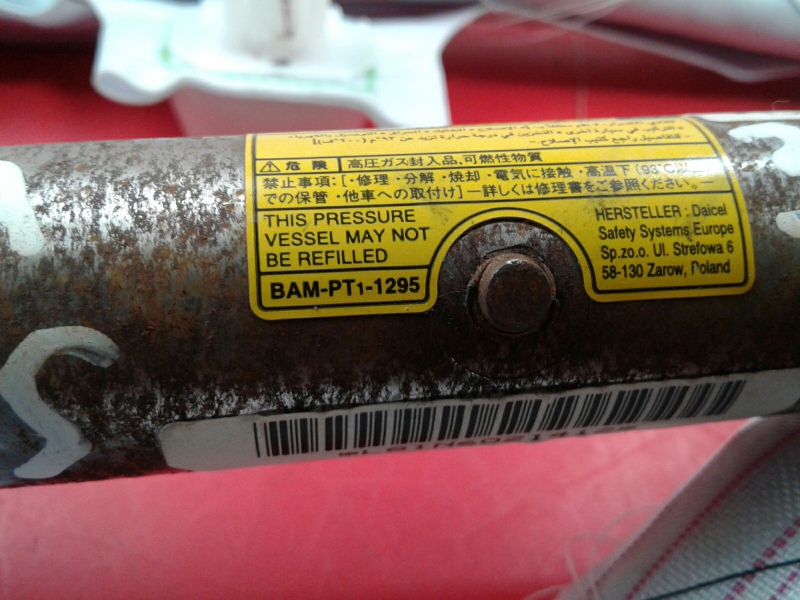 ⚠ 危 険 高圧ガス封入品,可燃性物質
禁止事項: [・修理・分解・焼却・電気に接触・高温下(93°C以
での保管・他車への取付け] —詳しくは修理書をご参照ください。—
THIS PRESSURE
VESSEL MAY NOT
BE REFILLED
BAM-PT1-1295
HERSTELLER : Daicel
Safety Systems Europe
Sp.zo.o. Ul. Strefowa 6
58-130 Zarow, Poland